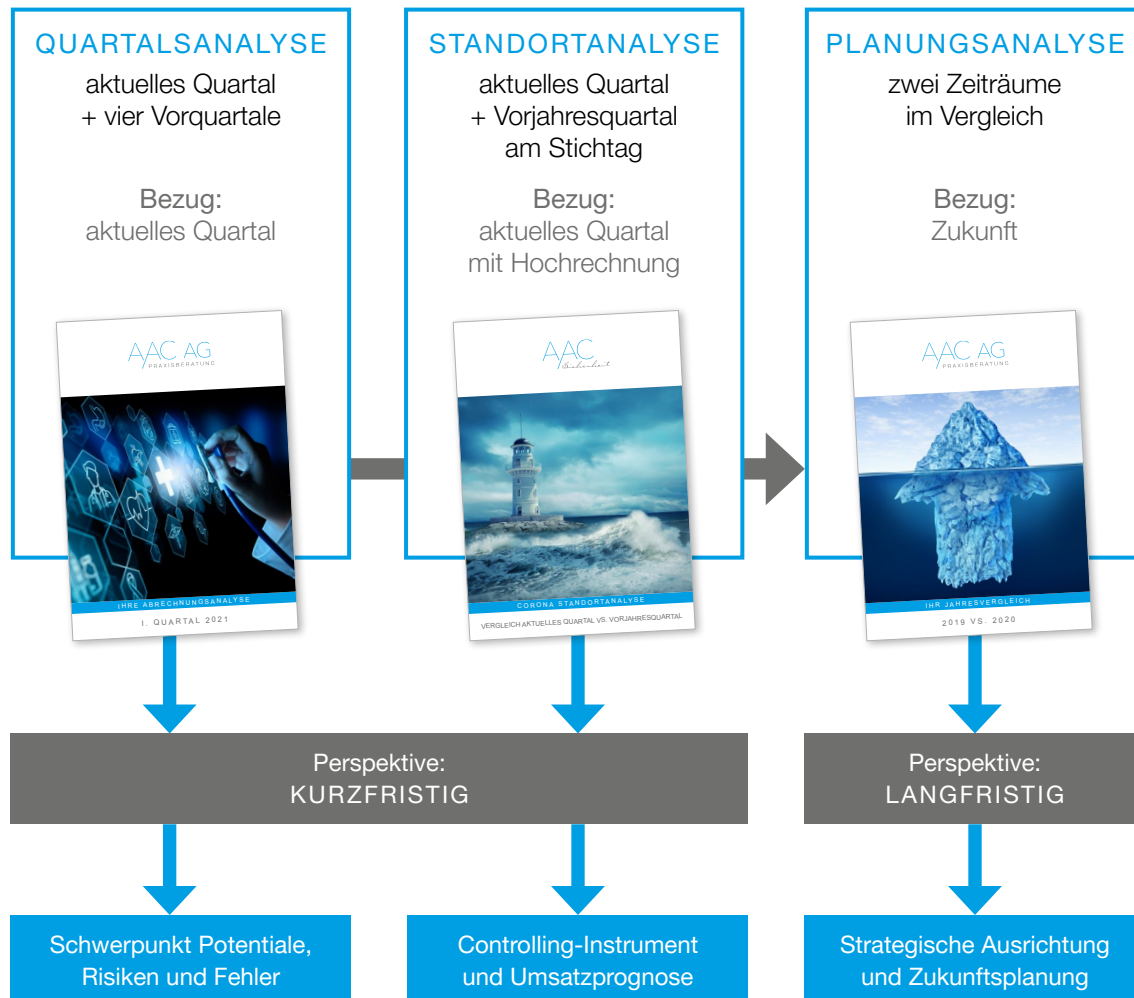 QUARTALSANALYSE
aktuelles Quartal
+ vier Vorquartale
Bezug:
aktuelles Quartal
AAC AG
PRAXISBERATUNG
IHRE ABRECHNUNGSANALYSE
I. QUARTAL 2021
STANDORTANALYSE
aktuelles Quartal
+ Vorjahresquartal
am Stichtag
Bezug:
aktuelles Quartal
mit Hochrechnung
AAC
Sicherheit
CORONA STANDORTANALYSE
VERGLEICH AKTUELLES QUARTAL VS. VORJAHRESQUARTAL
PLANUNGSANALYSE
zwei Zeiträume
im Vergleich
Bezug:
Zukunft
AAC AG
PRAXISBERATUNG
IHR JAHRESVERGLEICH
2019 VS. 2020
Perspektive:
KURZFRISTIG
Perspektive:
LANGFRISTIG
Schwerpunkt Potentiale,
Risiken und Fehler
Controlling-Instrument
und Umsatzprognose
Strategische Ausrichtung
und Zukunftsplanung